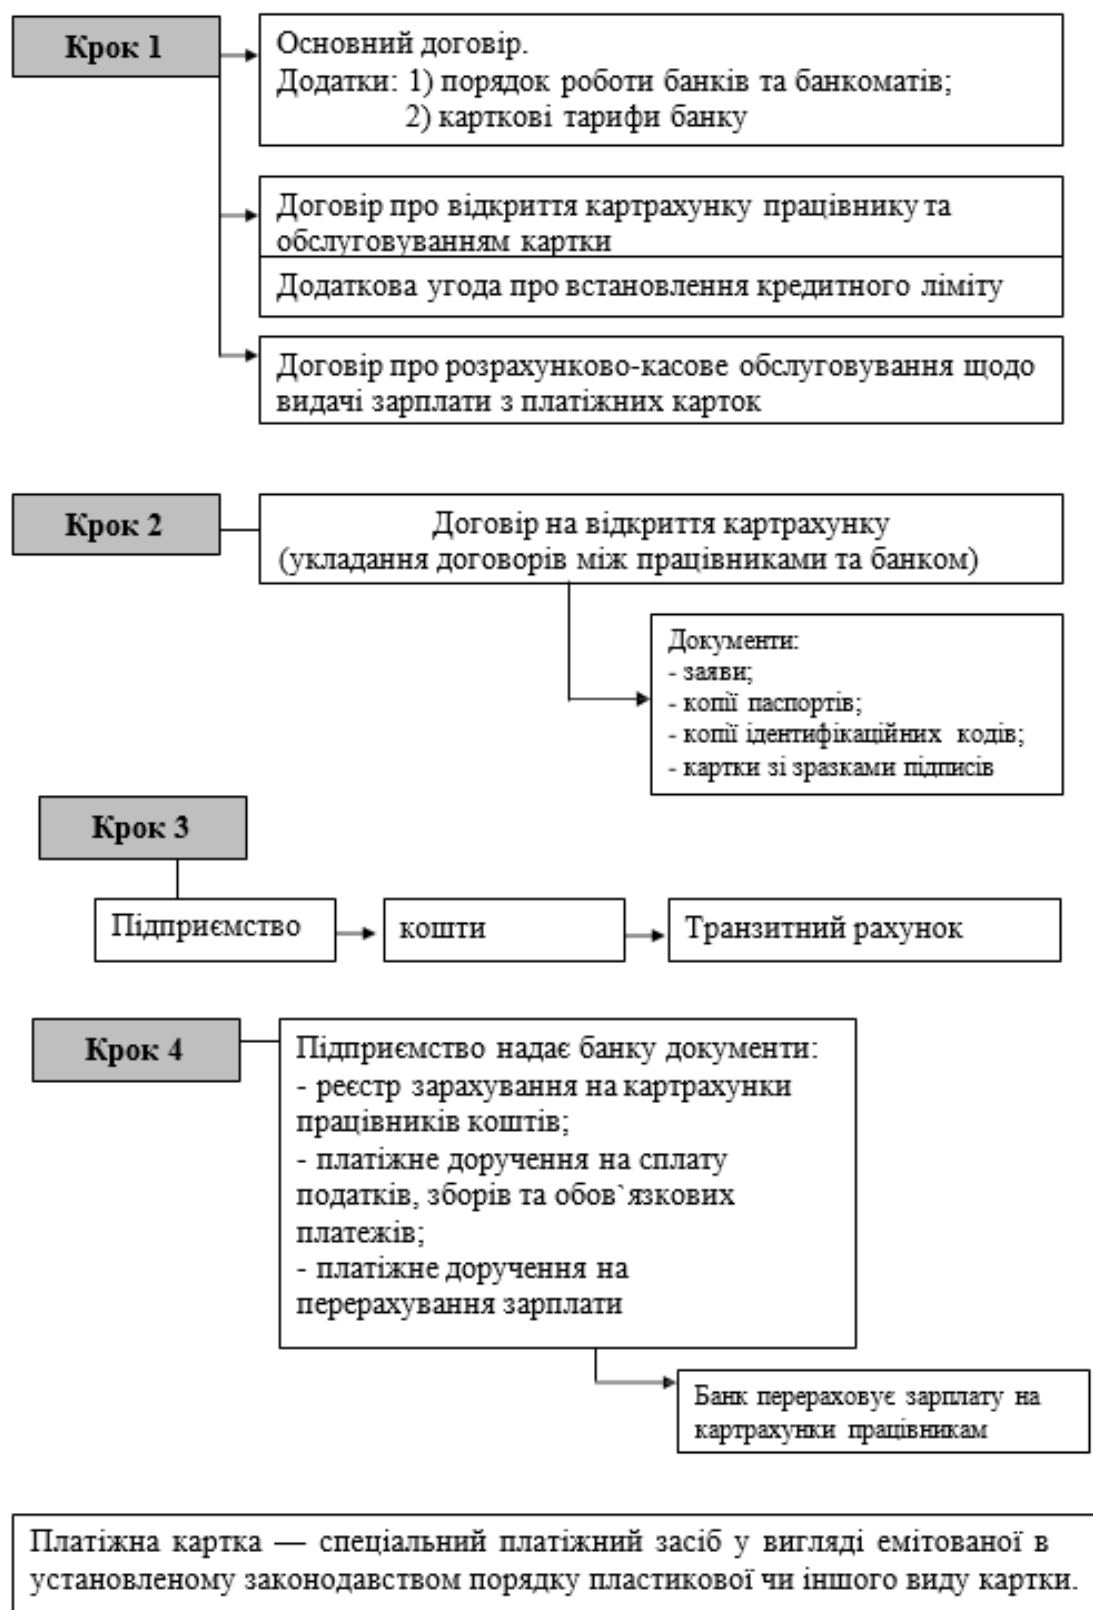 Крок 1
Основний договір.
Додатки: 1) порядок роботи банків та банкоматів;
2) карткові тарифи банку
Договір про відкриття картрахунку працівнику та
обслуговуванням картки
Додаткова угода про встановлення кредитного ліміту
Договір про розрахунково-касове обслуговування щодо
видачі зарплати з платіжних карток
Крок 2
Договір на відкриття картрахунку
(укладання договорів між працівниками та банком)
Документи:
- заяви;
- копії паспортів;
- копії ідентифікаційних кодів;
- картки зі зразками підписів
Крок 3
Підприємство
кошти
Транзитний рахунок
Крок 4
Підприємство надає банку документи:
- реєстр зарахування на картрахунки
працівників коштів;
- платіжне доручення на сплату
податків, зборів та обов`язкових
платежів;
- платіжне доручення на
перерахування зарплати
Банк перераховує зарплату на
картрахунки працівникам
Платіжна картка — спеціальний платіжний засіб у вигляді емітованої в
установленому законодавством порядку пластикової чи іншого виду картки.